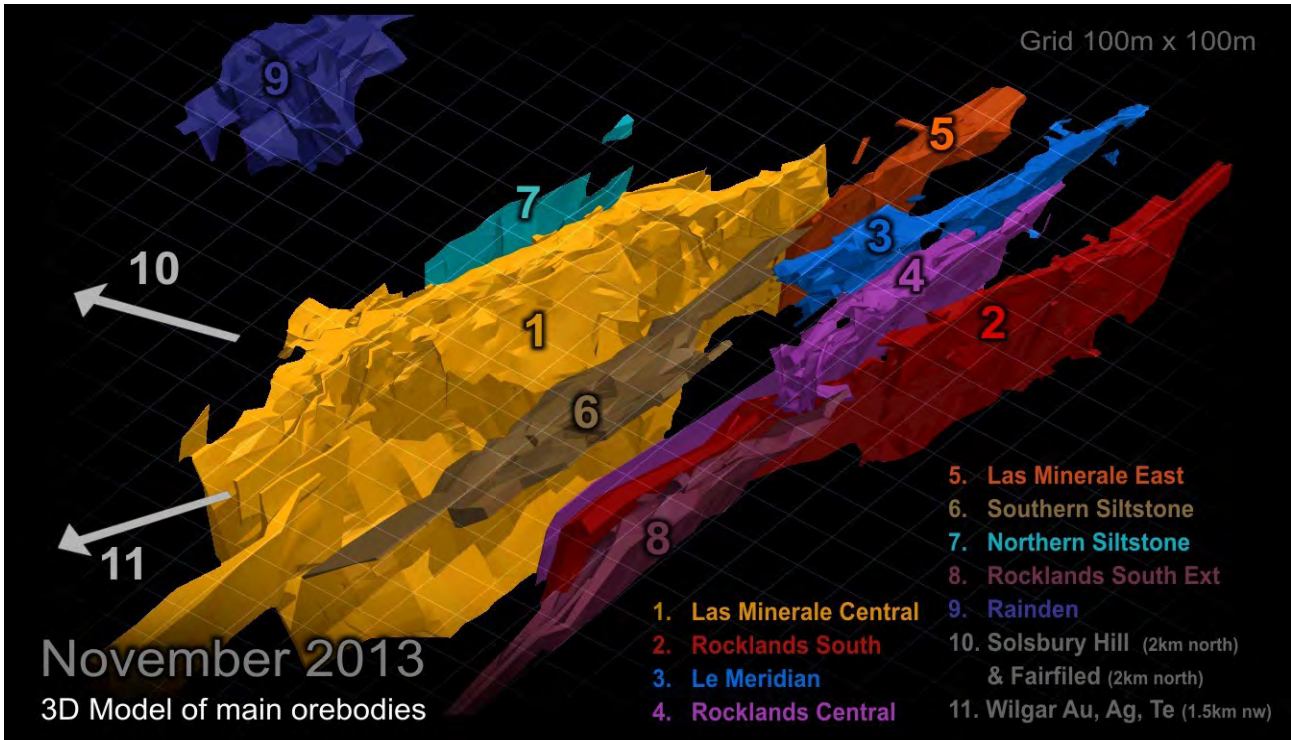 Grid 100m x 100m
9
5
7
3
10
4
1
2
6
11
8
5. Las Minerale East
6. Southern Siltstone
7. Northern Siltstone
8. Rocklands South Ext
9. Rainden
10. Solsbury Hill (2km north)
& Fairfiled (2km north)
11. Wilgar Au, Ag, Te (1.5km nw)
1. Las Minerale Central
2. Rocklands South
3. Le Meridian
4. Rocklands Central
November 2013
3D Model of main orebodies